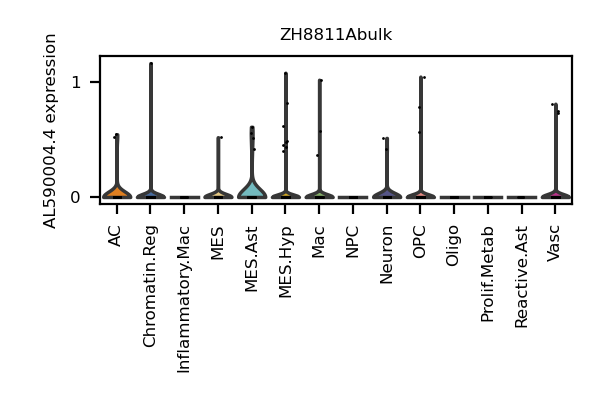 ZH8811Abulk
AL590004.4 expression
1
0
AC
Chromatin.Reg
Inflammatory.Mac
MES
MES.Ast
MES.Hyp
Mac
NPC
Neuron
OPC
Oligo
Prolif.Metab
Reactive.Ast
Vasc